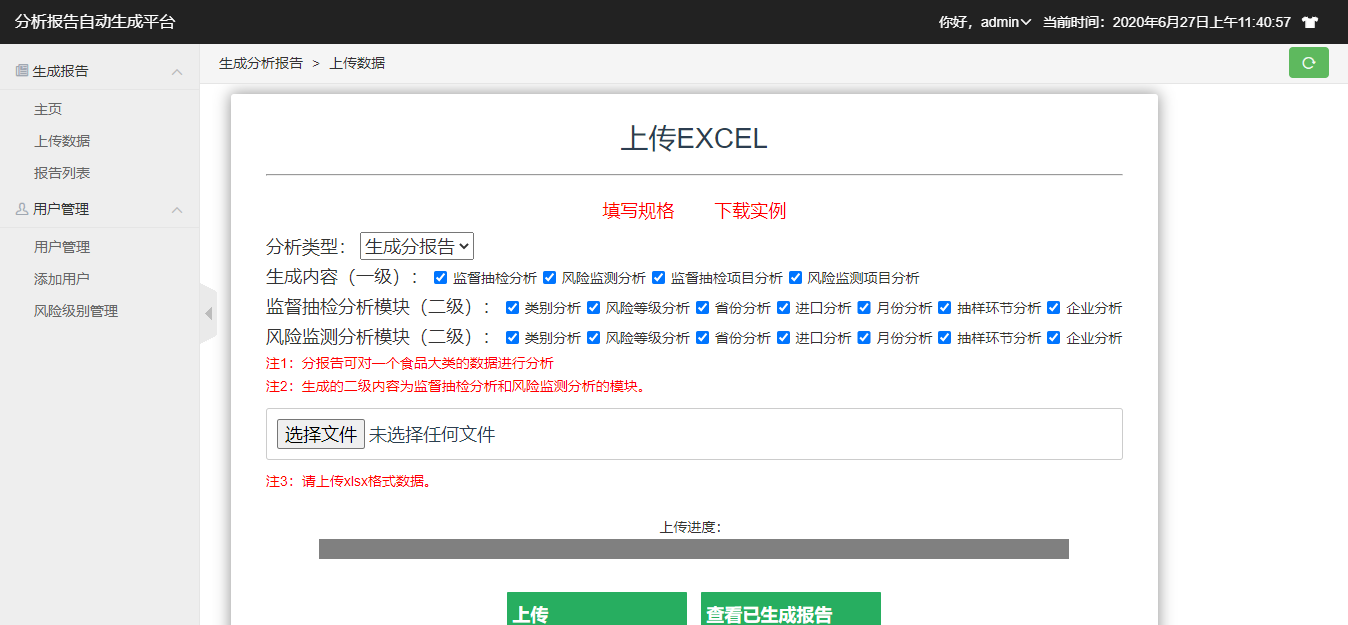 分析报告自动生成平台
你好，admin 当前时间：2020年6月27日上午11:40:57
生成报告
主页
上传数据
报告列表
用户管理
用户管理
添加用户
风险级别管理
生成分析报告 > 上传数据
上传EXCEL
填写规格 下载实例
分析类型： 生成分报告
生成内容（一级）： 监督抽检分析 风险监测分析 监督抽检项目分析 风险监测项目分析
监督抽检分析模块（二级）： 类别分析 风险等级分析 省份分析 进口分析 月份分析 抽样环节分析 企业分析
风险监测分析模块（二级）： 类别分析 风险等级分析 省份分析 进口分析 月份分析 抽样环节分析 企业分析
注1：分报告可对一个食品大类的数据进行分析
注2：生成的二级内容为监督抽检分析和风险监测分析的模块。
选择文件 未选择任何文件
注3：请上传xlsx格式数据。
上传进度：
上传 查看已生成报告